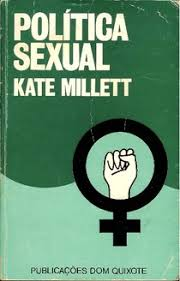 POLÍTICA
SEXUAL
KATE MILLETT
PUBLICAÇÕES DOM QUIXOTE